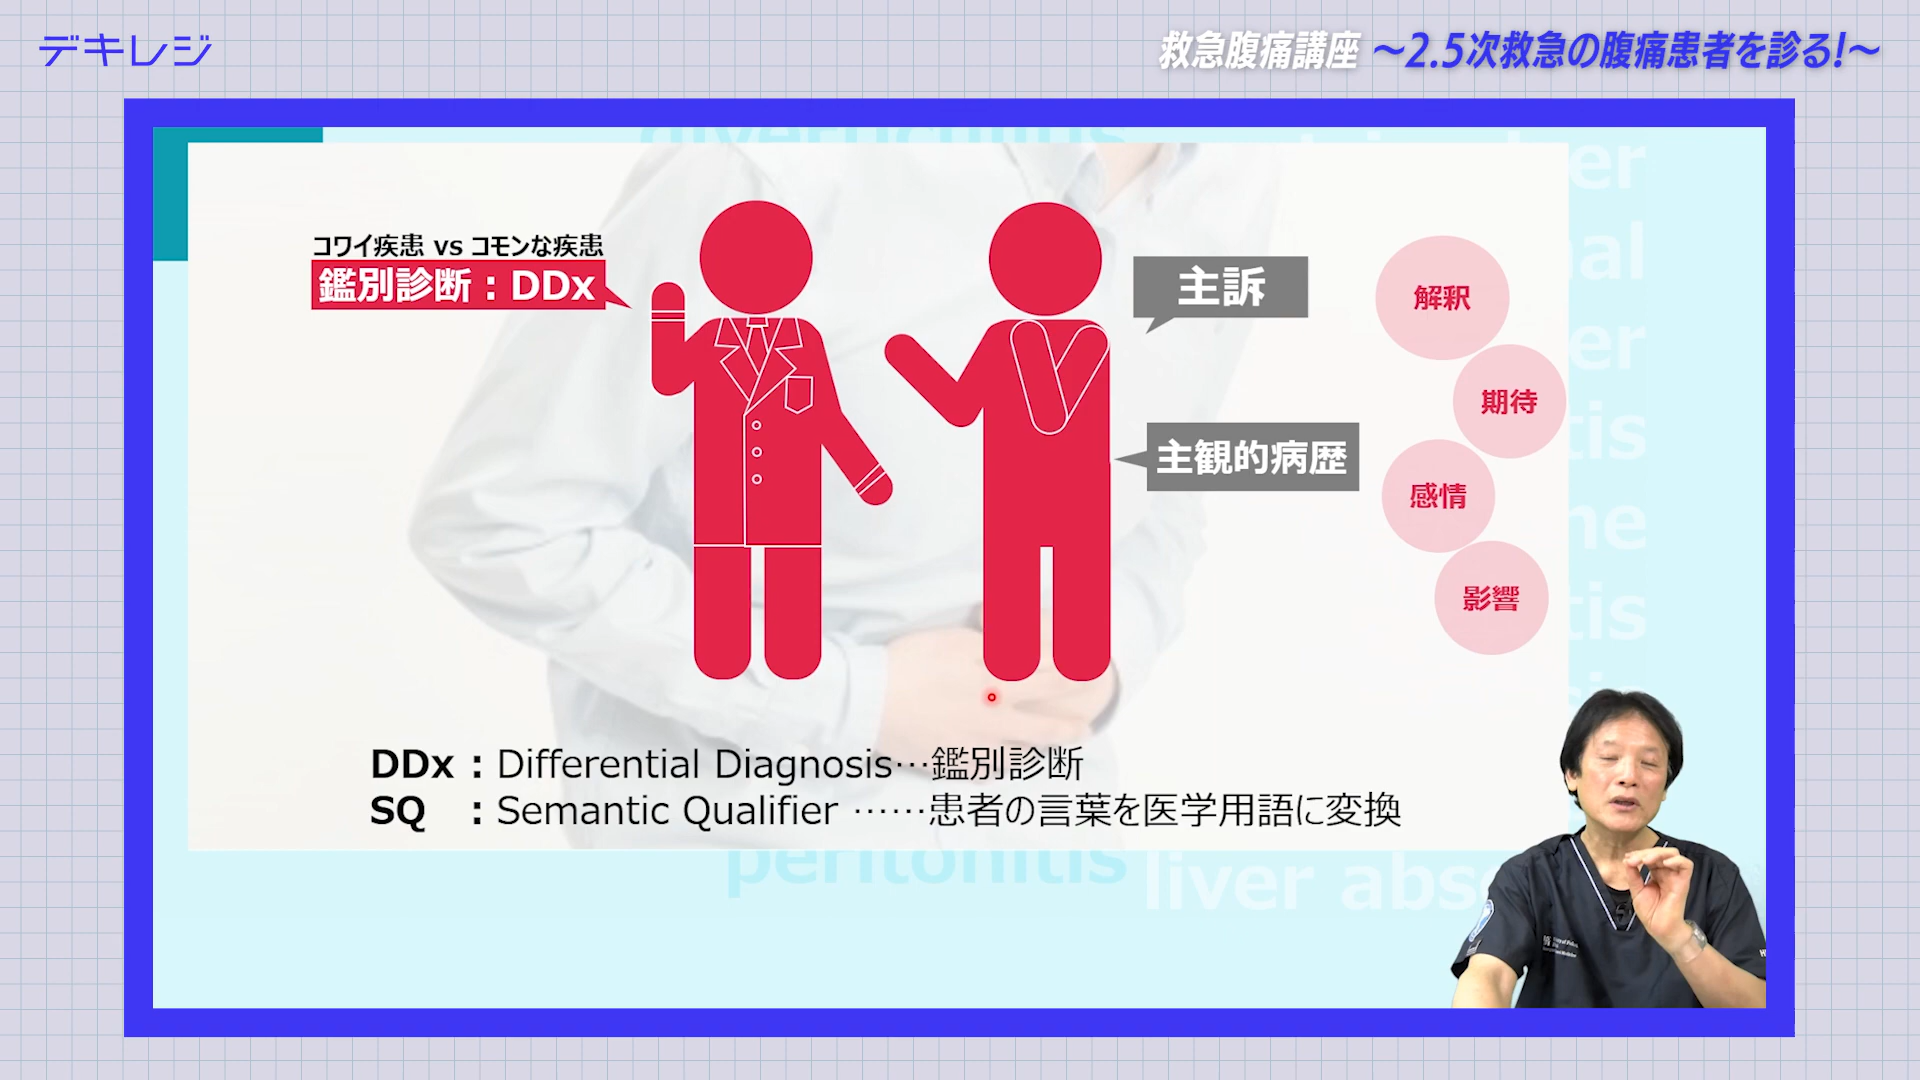 デキレジ
救急腹痛講座 ～2.5次救急の腹痛患者を診る!～
コワイ疾患 vs コモンな疾患
鑑別診断：DDx
主訴
主観的病歴
解釈
期待
感情
影響
DDx：Differential Diagnosis…鑑別診断
SQ ：Semantic Qualifier ……患者の言葉を医学用語に変換
peritonitis
liver abs